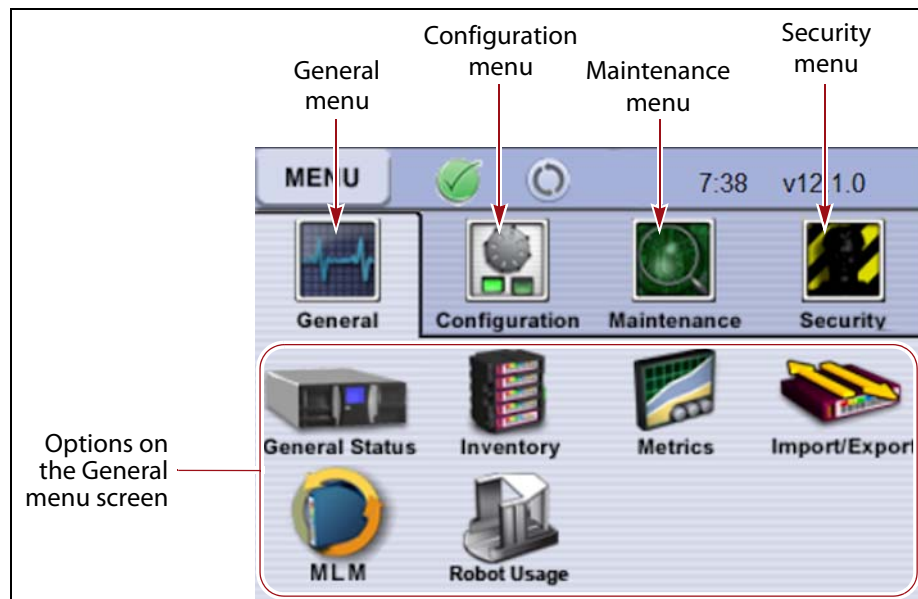 Configuration
menu
Security
menu
General
menu
Maintenance
menu
MENU
7:38
v12.1.0
General
Configuration
Maintenance
Security
Options on
the General
menu screen
General Status
Inventory
Metrics
Import/Export
MLM
Robot Usage